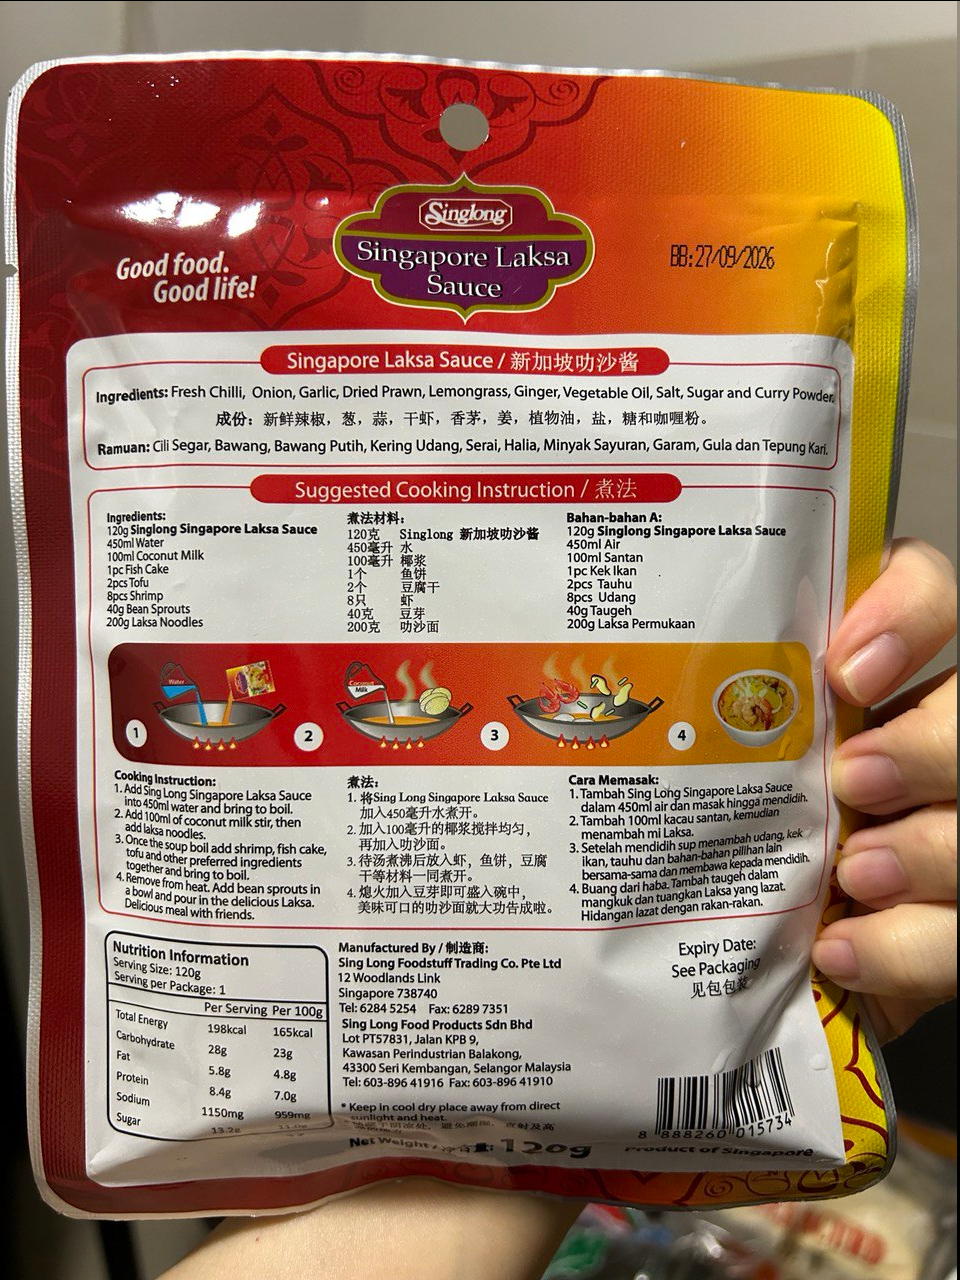 Singlong
Singapore Laksa
Sauce
Good food.
Good life!
BB:27/09/2026
Singapore Laksa Sauce / 新加坡叻沙酱
Ingredients: Fresh Chilli, Onion, Garlic, Dried Prawn, Lemongrass, Ginger, Vegetable Oil, Salt, Sugar and Curry Powder.
成份：新鲜辣椒，葱，蒜，干虾，香茅，姜，植物油，盐，糖和咖喱粉。
Ramuan: Cili Segar, Bawang, Bawang Putih, Kering Udang, Serai, Halia, Minyak Sayuran, Garam, Gula dan Tepung Kari.
Suggested Cooking Instruction / 煮法
Ingredients:
120g Singlong Singapore Laksa Sauce
450ml Water
100ml Coconut Milk
1pc Fish Cake
2pcs Tofu
8pcs Shrimp
40g Bean Sprouts
200g Laksa Noodles
煮法材料：
120克 Singlong 新加坡叻沙酱
450毫升 水
100毫升 椰浆
1个 鱼饼
2个 豆腐干
8只 虾
40克 豆芽
200克 叻沙面
Bahan-bahan A:
120g Singlong Singapore Laksa Sauce
450ml Air
100ml Santan
1pc Kek Ikan
2pcs Tauhu
8pcs Udang
40g Taugeh
200g Laksa Permukaan
Water
Coconut
Milk
1
2
3
4
Cooking Instruction:
1. Add Sing Long Singapore Laksa Sauce
into 450ml water and bring to boil.
2. Add 100ml of coconut milk stir, then
add laksa noodles.
3. Once the soup boil add shrimp, fish cake,
tofu and other preferred ingredients
together and bring to boil.
4. Remove from heat. Add bean sprouts in
a bowl and pour in the delicious Laksa.
Delicious meal with friends.
煮法：
1. 将Sing Long Singapore Laksa Sauce
加入450毫升水煮开。
2. 加入100毫升的椰浆搅拌均匀，
再加入叻沙面。
3. 待汤煮沸后放入虾，鱼饼，豆腐
干等材料一同煮开。
4. 熄火加入豆芽即可盛入碗中，
美味可口的叻沙面就大功告成啦。
Cara Memasak:
1. Tambah Sing Long Singapore Laksa Sauce
dalam 450ml air dan masak hingga mendidih.
2. Tambah 100ml kacau santan, kemudian
menambah mi Laksa.
3. Setelah mendidih sup menambah udang, kek
ikan, tauhu dan bahan-bahan pilihan lain
bersama-sama dan membawa kepada mendidih.
4. Buang dari haba. Tambah taugeh dalam
mangkuk dan tuangkan Laksa yang lazat.
Hidangan lazat dengan rakan-rakan.
Nutrition Information
Serving Size: 120g
Serving per Package: 1
Per Serving Per 100g
Total Energy 198kcal 165kcal
Carbohydrate 28g 23g
Fat 5.8g 4.8g
Protein 8.4g 7.0g
Sodium 1150mg 959mg
Sugar 13.2g 11.0g
Manufactured By / 制造商:
Sing Long Foodstuff Trading Co. Pte Ltd
12 Woodlands Link
Singapore 738740
Tel: 6284 5254 Fax: 6289 7351
Sing Long Food Products Sdn Bhd
Lot PT57831, Jalan KPB 9,
Kawasan Perindustrian Balakong,
43300 Seri Kembangan, Selangor Malaysia
Tel: 603-896 41916 Fax: 603-896 41910
* Keep in cool dry place away from direct
sunlight and heat.
Net Weight / 120g
Expiry Date:
See Packaging
见包包装
8 888260 015734
Product of Singapore